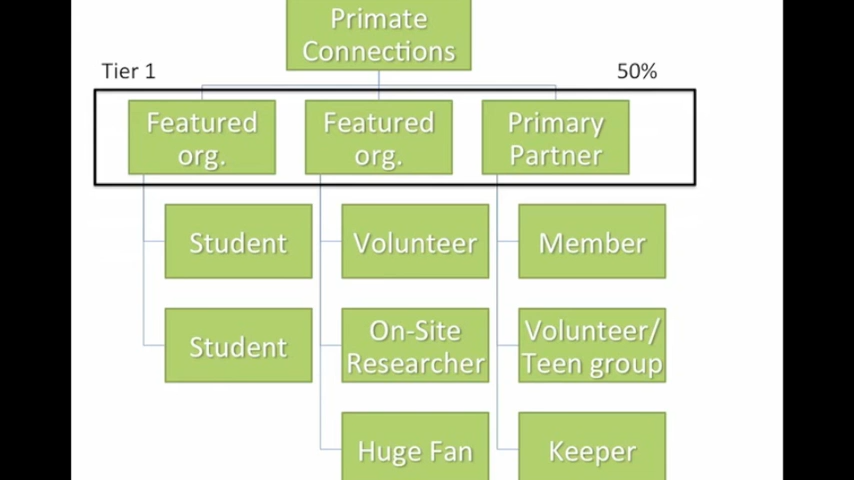 Primate
Connections
Tier 1
50%
Featured
org.
Featured
org.
Primary
Partner
Student
Volunteer
Member
Student
On-Site
Researcher
Volunteer/
Teen group
Huge Fan
Keeper